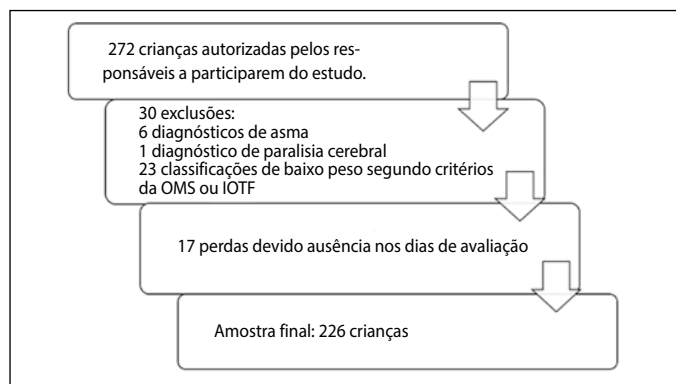 272 crianças autorizadas pelos res-
ponsáveis a participarem do estudo.
30 exclusões:
6 diagnósticos de asma
1 diagnóstico de paralisia cerebral
23 classificações de baixo peso segundo critérios
da OMS ou IOTF
17 perdas devido ausência nos dias de avaliação
Amostra final: 226 crianças